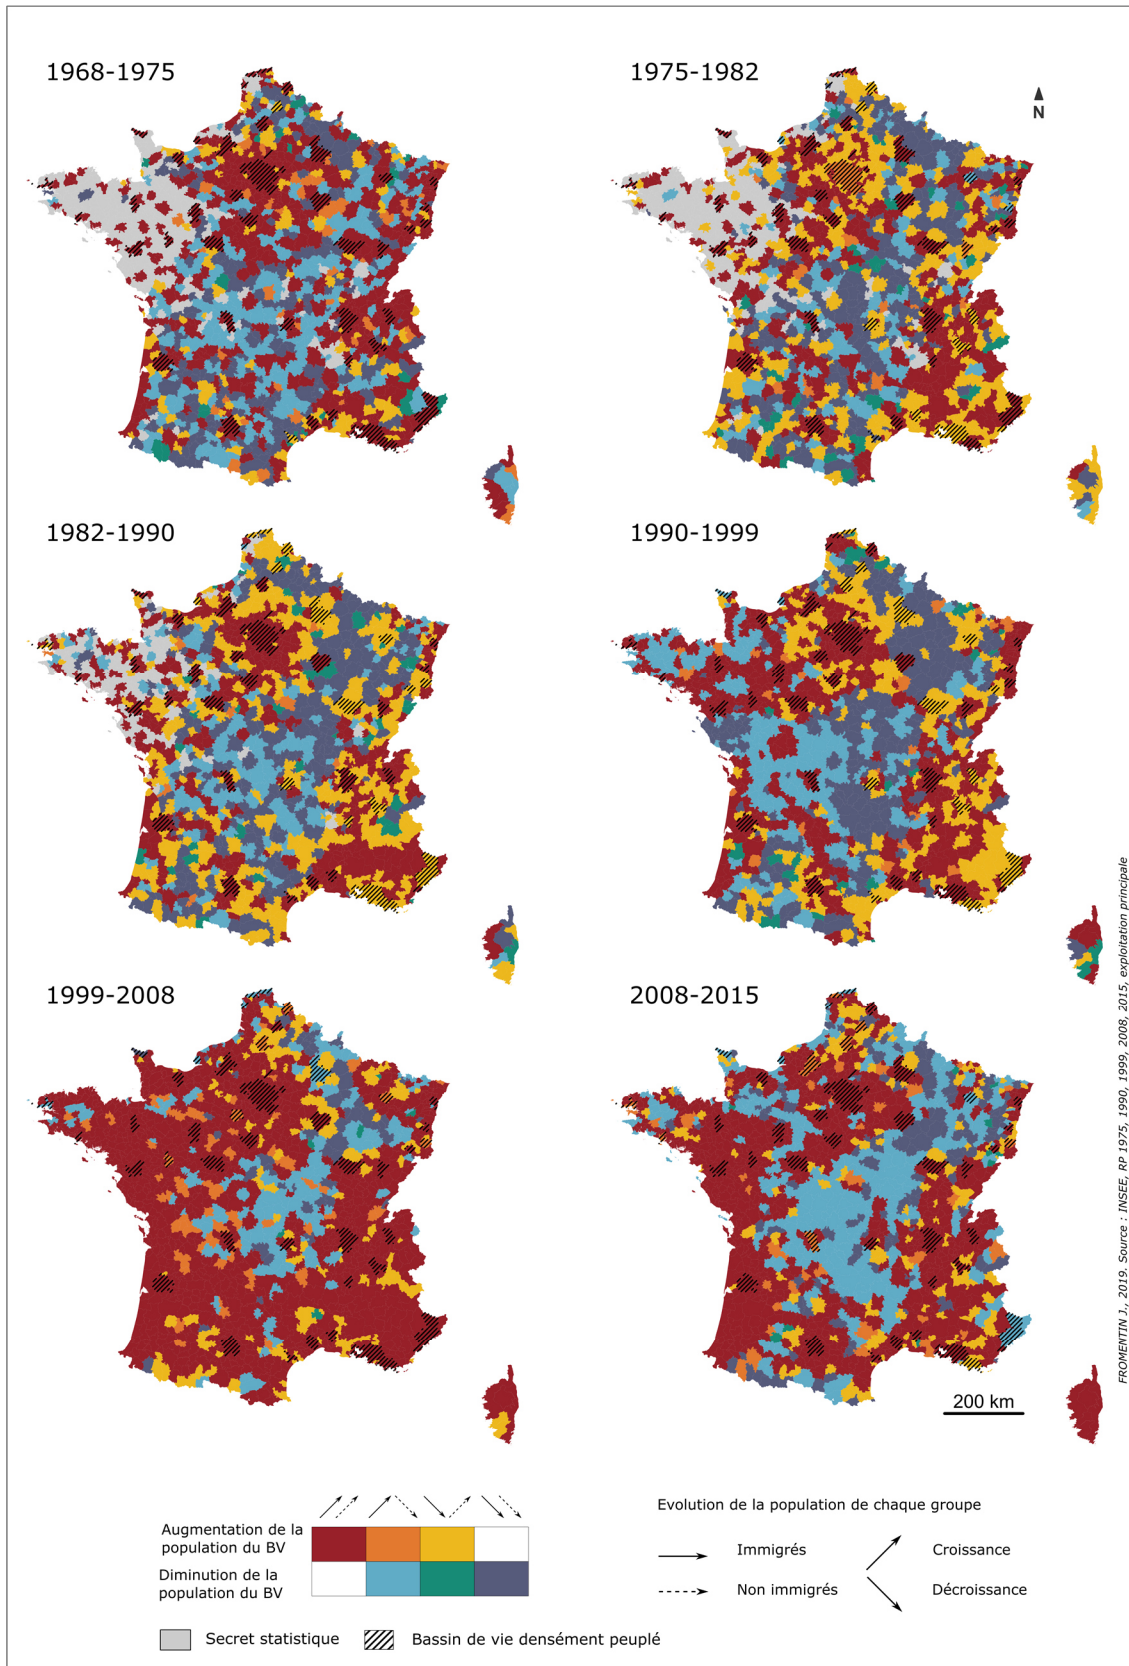 1968-1975
1975-1982
N
1982-1990
1990-1999
1999-2008
2008-2015
200 km
FROMENTIN J., 2019. Source : INSEE, RP 1975, 1990, 1999, 2008, 2015, exploitation principale
Augmentation de la
population du BV
Diminution de la
population du BV
Secret statistique
Bassin de vie densément peuplé
Evolution de la population de chaque groupe
Immigrés
Croissance
Non immigrés
Décroissance